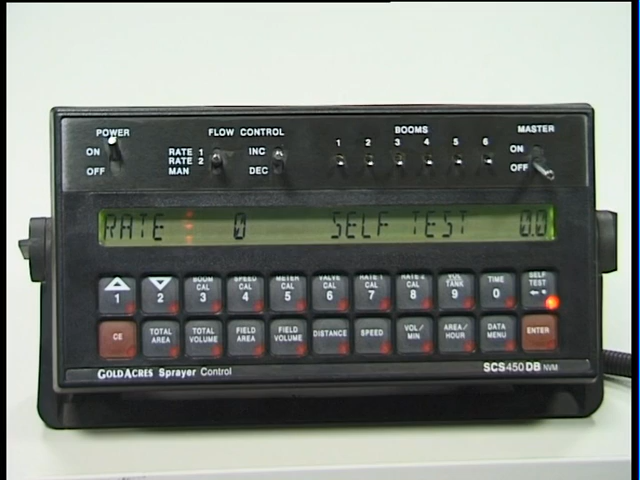 POWER FLOW CONTROL BOOMS MASTER
ON RATE 1 INC 1 2 3 4 5 6 ON
RATE 2
OFF MAN DEC OFF
RATE 0 SELF TEST 0.0
1 2 BOOM CAL 3 SPEED CAL 4 METER CAL 5 VALVE CAL 6 RATE 1 CAL 7 RATE 2 CAL 8 VOL TANK 9 TIME 0 SELF TEST
CE TOTAL AREA TOTAL VOLUME FIELD AREA FIELD VOLUME DISTANCE SPEED VOL/MIN AREA/HOUR DATA MENU ENTER
GOLDACRES Sprayer Control SCS450DB NVM